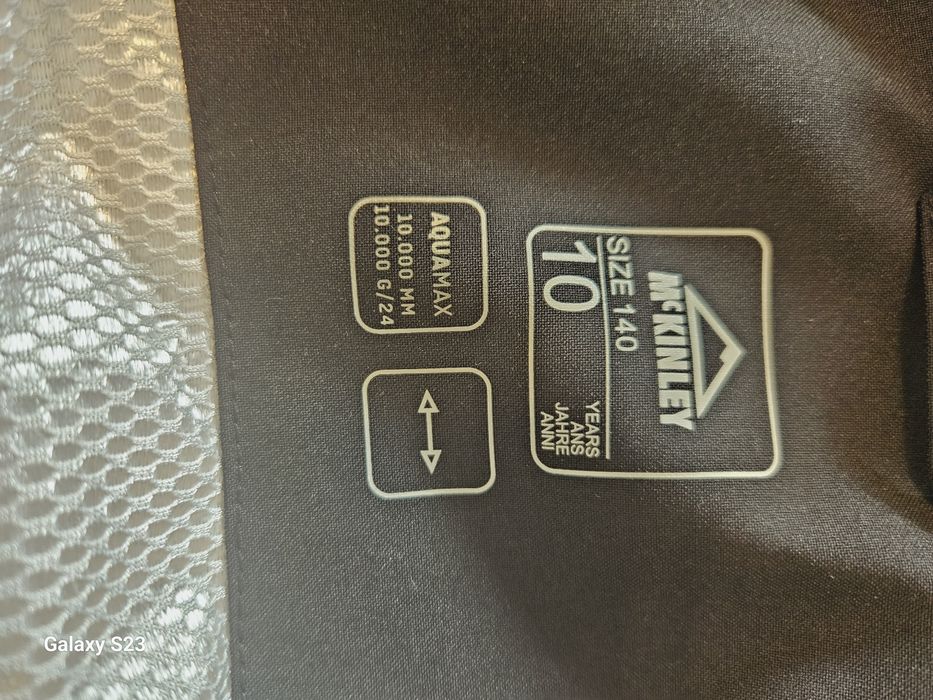 McKINLEY
SIZE 140
10
YEARS
ANS
JAHRE
ANNI
AQUAMAX
10.000 MM
10.000 G/24
Galaxy S23